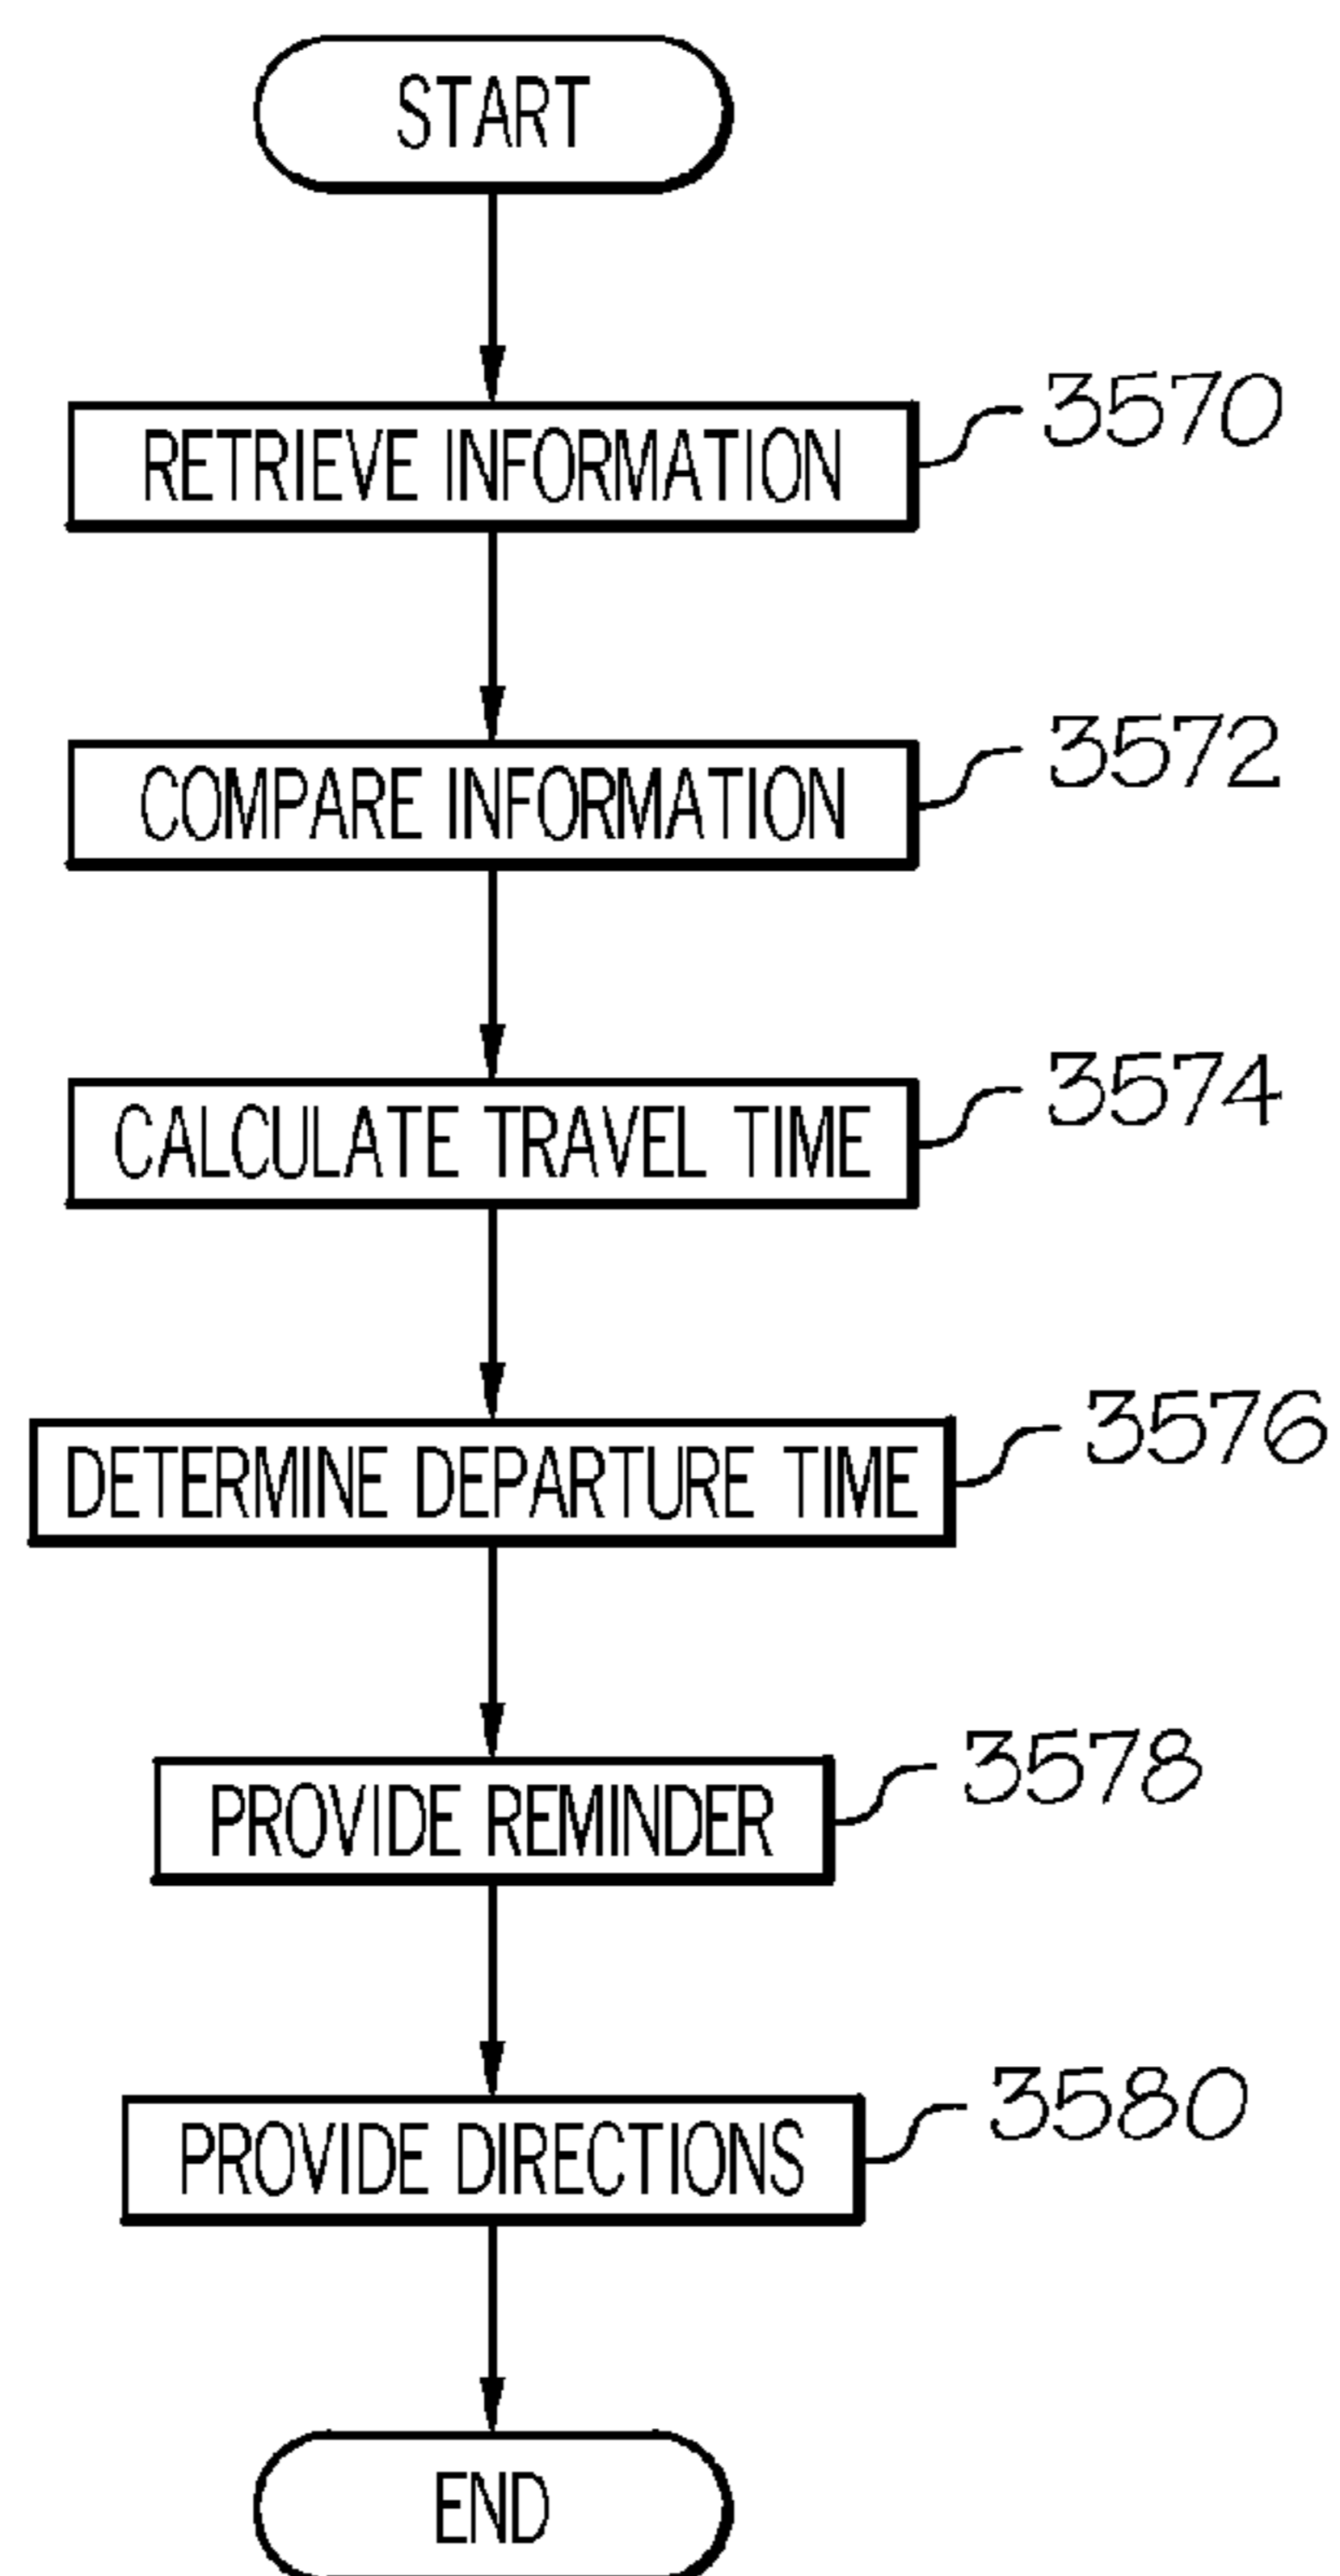 START
RETRIEVE INFORMATION 3570
COMPARE INFORMATION 3572
CALCULATE TRAVEL TIME 3574
DETERMINE DEPARTURE TIME 3576
PROVIDE REMINDER 3578
PROVIDE DIRECTIONS 3580
END